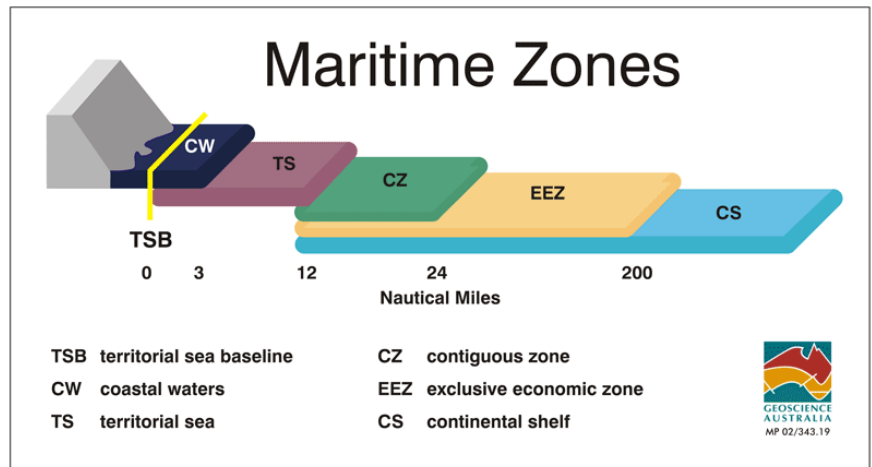 Maritime Zones
CW
TS
CZ
EEZ
CS
TSB
0 3 12 24 200
Nautical Miles
TSB territorial sea baseline
CW coastal waters
TS territorial sea
CZ contiguous zone
EEZ exclusive economic zone
CS continental shelf
GEOSCIENCE
AUSTRALIA
MP 02/343.19